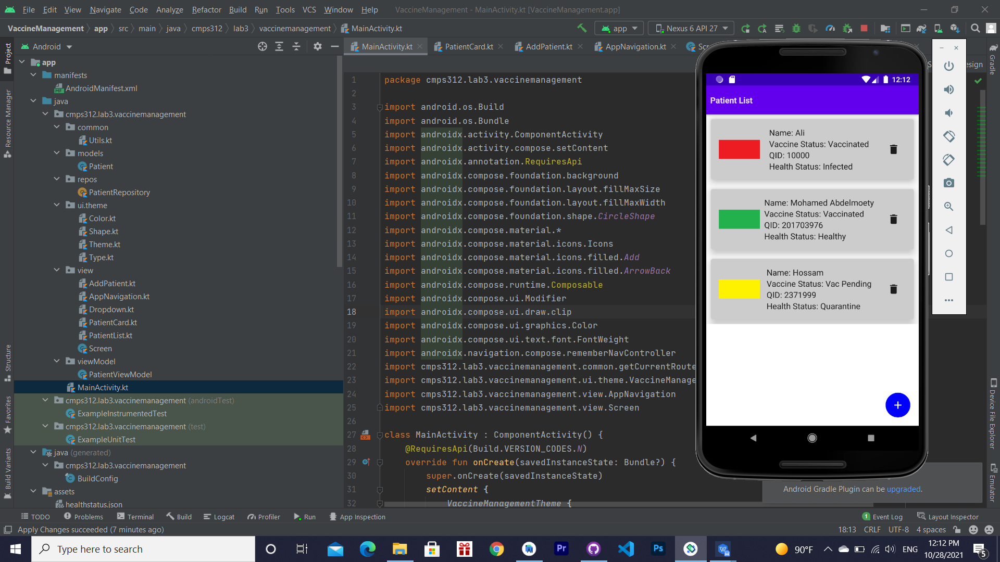 File Edit View Navigate Code Analyze Refactor Build Run Tools VCS Window Help VaccineManagement - MainActivity.kt [VaccineManagement.app]
VaccineManagement app src main java cmps312 lab3 vaccinemanagement MainActivity.kt app Nexus 6 API 27
Android
MainActivity.kt PatientCard.kt AddPatient.kt AppNavigation.kt
Project
Resource Manager
Structure
Favorites
Build Variants
app
manifests
AndroidManifest.xml
java
cmps312.lab3.vaccinemanagement
common
Utils.kt
models
Patient
repos
PatientRepository
ui.theme
Color.kt
Shape.kt
Theme.kt
Type.kt
view
AddPatient.kt
AppNavigation.kt
Dropdown.kt
PatientCard.kt
PatientList.kt
Screen
viewModel
PatientViewModel
MainActivity.kt
cmps312.lab3.vaccinemanagement (androidTest)
ExampleInstrumentedTest
cmps312.lab3.vaccinemanagement (test)
ExampleUnitTest
java (generated)
cmps312.lab3.vaccinemanagement
BuildConfig
assets
healthstatus.json
1 package cmps312.lab3.vaccinemanagement
2
3 import android.os.Build
4 import android.os.Bundle
5 import androidx.activity.ComponentActivity
6 import androidx.activity.compose.setContent
7 import androidx.annotation.RequiresApi
8 import androidx.compose.foundation.background
9 import androidx.compose.foundation.layout.fillMaxSize
10 import androidx.compose.foundation.layout.fillMaxWidth
11 import androidx.compose.foundation.shape.CircleShape
12 import androidx.compose.material.*
13 import androidx.compose.material.icons.Icons
14 import androidx.compose.material.icons.filled.Add
15 import androidx.compose.material.icons.filled.ArrowBack
16 import androidx.compose.runtime.Composable
17 import androidx.compose.ui.Modifier
18 import androidx.compose.ui.draw.clip
19 import androidx.compose.ui.graphics.Color
20 import androidx.compose.ui.text.font.FontWeight
21 import androidx.navigation.compose.rememberNavController
22 import cmps312.lab3.vaccinemanagement.common.getCurrentRoute
23 import cmps312.lab3.vaccinemanagement.ui.theme.VaccineManage
24 import cmps312.lab3.vaccinemanagement.view.AppNavigation
25 import cmps312.lab3.vaccinemanagement.view.Screen
26
27 class MainActivity : ComponentActivity() {
28 @RequiresApi(Build.VERSION_CODES.N)
29 override fun onCreate(savedInstanceState: Bundle?) {
30 super.onCreate(savedInstanceState)
31 setContent {
32 VaccineManagementTheme {
12:12
Patient List
Name: Ali
Vaccine Status: Vaccinated
QID: 10000
Health Status: Infected
Name: Mohamed Abdelmoety
Vaccine Status: Vaccinated
QID: 201703976
Health Status: Healthy
Name: Hossam
Vaccine Status: Vac Pending
QID: 2371999
Health Status: Quarantine
Gradle
Device File Explorer
Emulator
Android Gradle Plugin can be upgraded.
TODO Problems Terminal Build Logcat Profiler Run App Inspection 1 Event Log Layout Inspector
Apply Changes succeeded (7 minutes ago) 18:13 CRLF UTF-8 4 spaces
Type here to search
Pr
Ps
90°F ENG
12:12 PM
10/28/2021
5